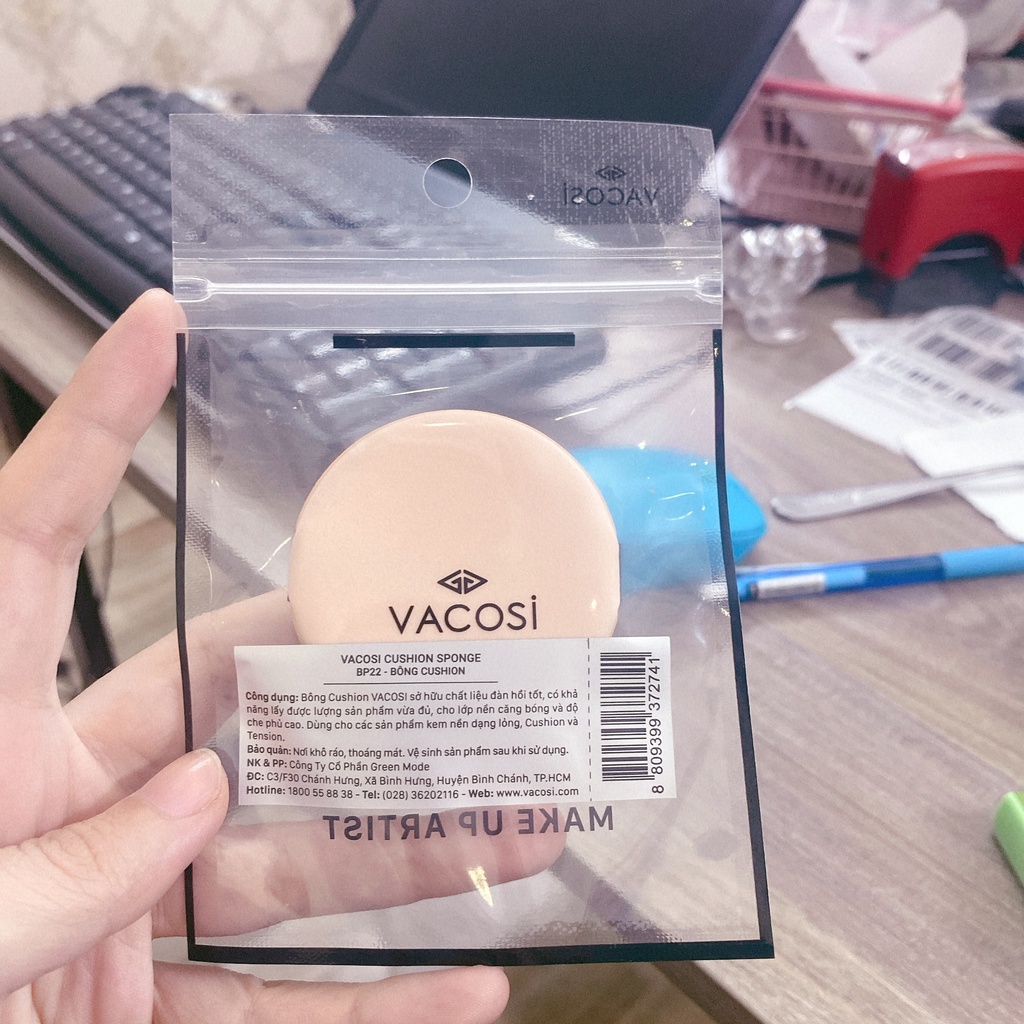 VACOSI
VACOSI
VACOSI CUSHION SPONGE
BP22 - BÔNG CUSHION
Công dụng: Bông Cushion VACOSI sở hữu chất liệu đàn hồi tốt, có khả
năng lấy được lượng sản phẩm vừa đủ, cho lớp nền căng bóng và độ
che phủ cao. Dùng cho các sản phẩm kem nền dạng lỏng, Cushion và
Tension.
Bảo quản: Nơi khô ráo, thoáng mát. Vệ sinh sản phẩm sau khi sử dụng.
NK & PP: Công Ty Cổ Phần Green Mode
ĐC: C3/F30 Chánh Hưng, Xã Bình Hưng, Huyện Bình Chánh, TP.HCM
Hotline: 1800 55 88 38 - Tel: (028) 36202116 - Web: www.vacosi.com
8 809399 372741
MAKE UP ARTIST